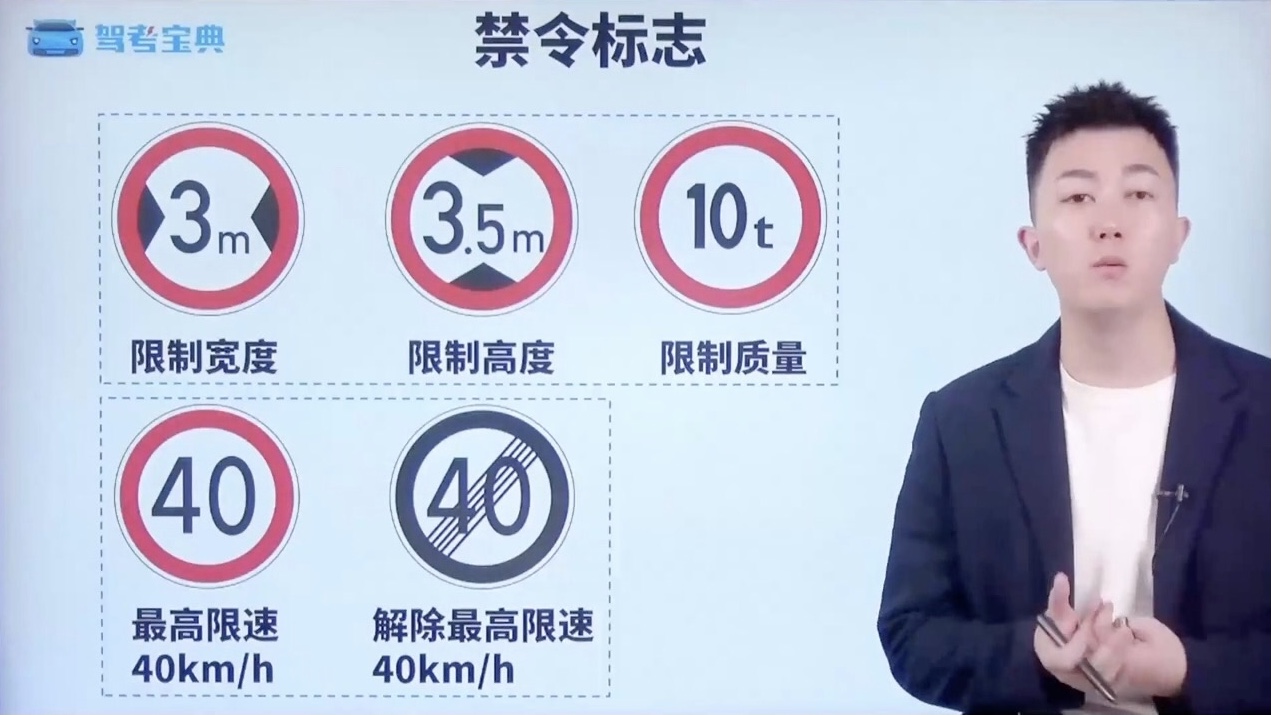 驾考宝典
禁令标志
3m
3.5m
10t
限制宽度
限制高度
限制质量
40
40
最高限速
40km/h
解除最高限速
40km/h